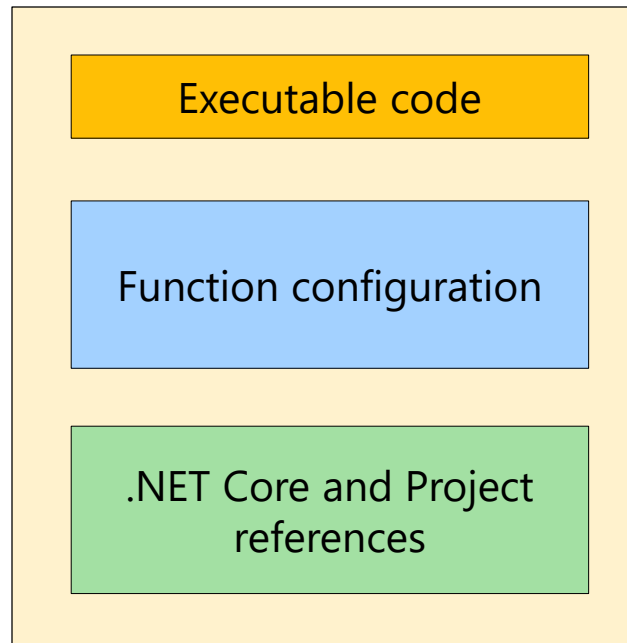 Executable code
Function configuration
.NET Core and Project
references